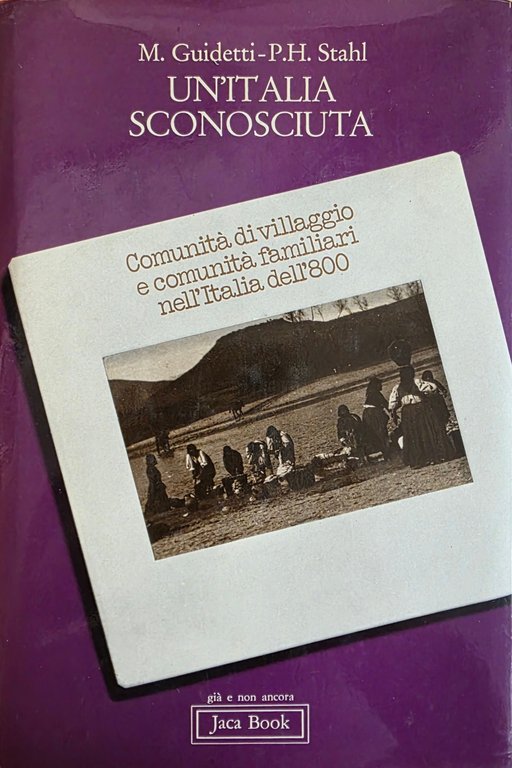 M. Guidetti-P.H. Stahl
UN'ITALIA
SCONOSCIUTA
Comunità di villaggio
e comunità familiari
nell'Italia dell'800
già e non ancora
Jaca Book